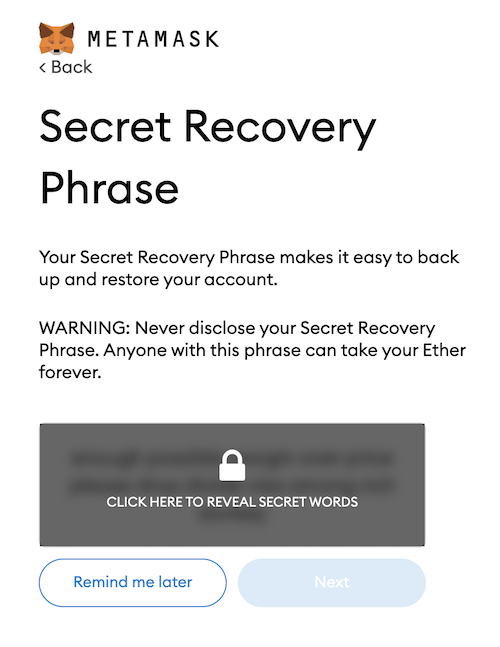 METAMASK
< Back
Secret Recovery
Phrase
Your Secret Recovery Phrase makes it easy to back
up and restore your account.
WARNING: Never disclose your Secret Recovery
Phrase. Anyone with this phrase can take your Ether
forever.
CLICK HERE TO REVEAL SECRET WORDS
Remind me later
Next